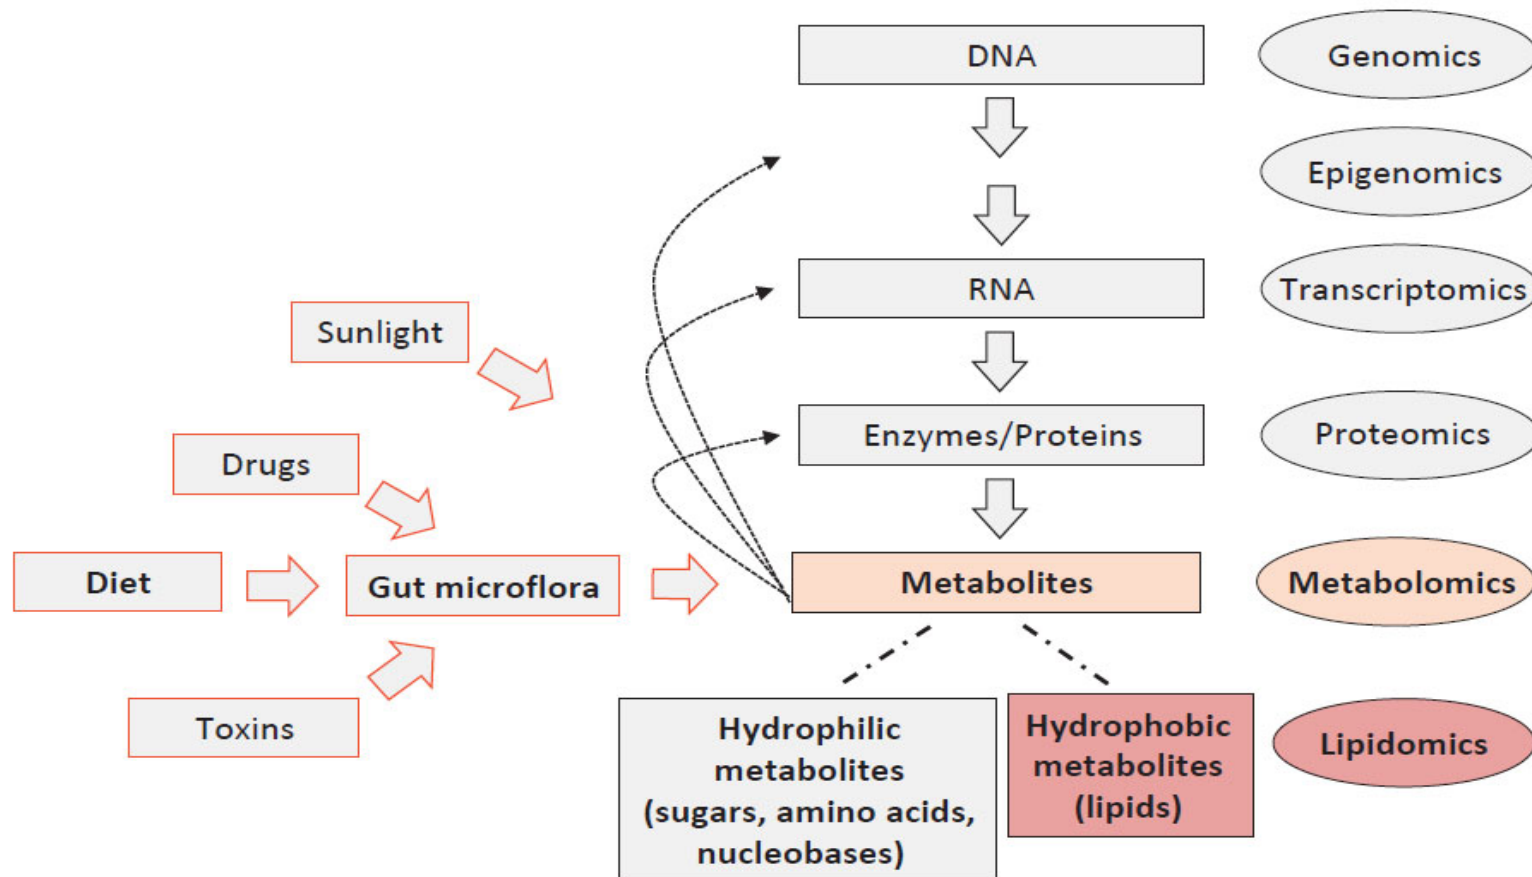 DNA
Genomics
Epigenomics
RNA
Transcriptomics
Sunlight
Enzymes/Proteins
Proteomics
Drugs
Diet
Gut microflora
Metabolites
Metabolomics
Toxins
Hydrophilic
metabolites
(sugars, amino acids,
nucleobases)
Hydrophobic
metabolites
(lipids)
Lipidomics